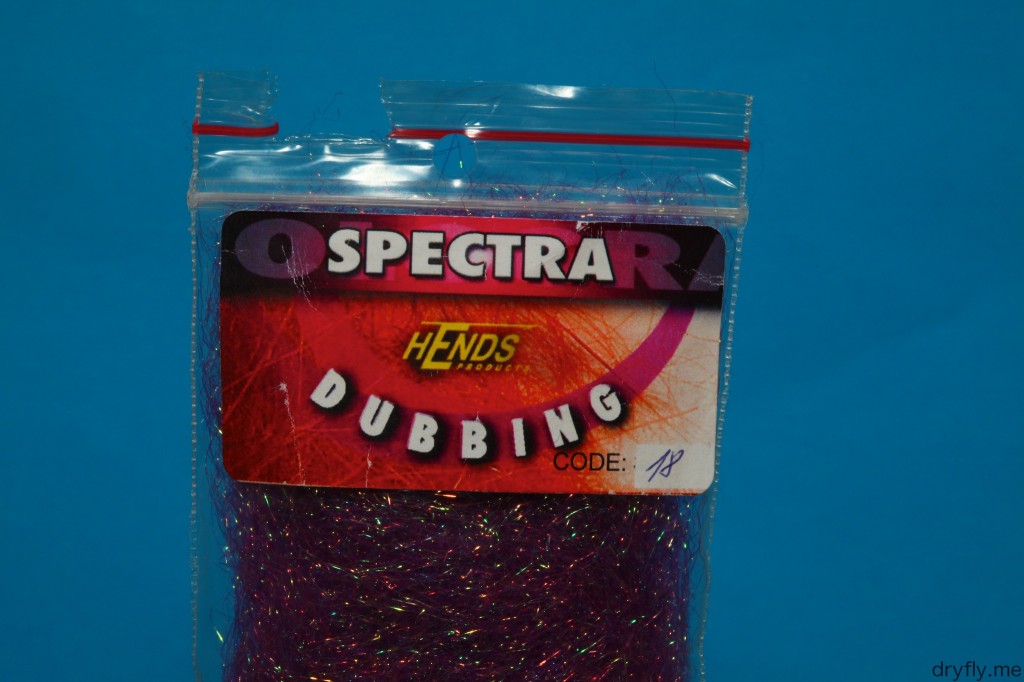 SPECTRA
HENDS
PRODUCTS
DUBBING
CODE: 18
dryfly.me